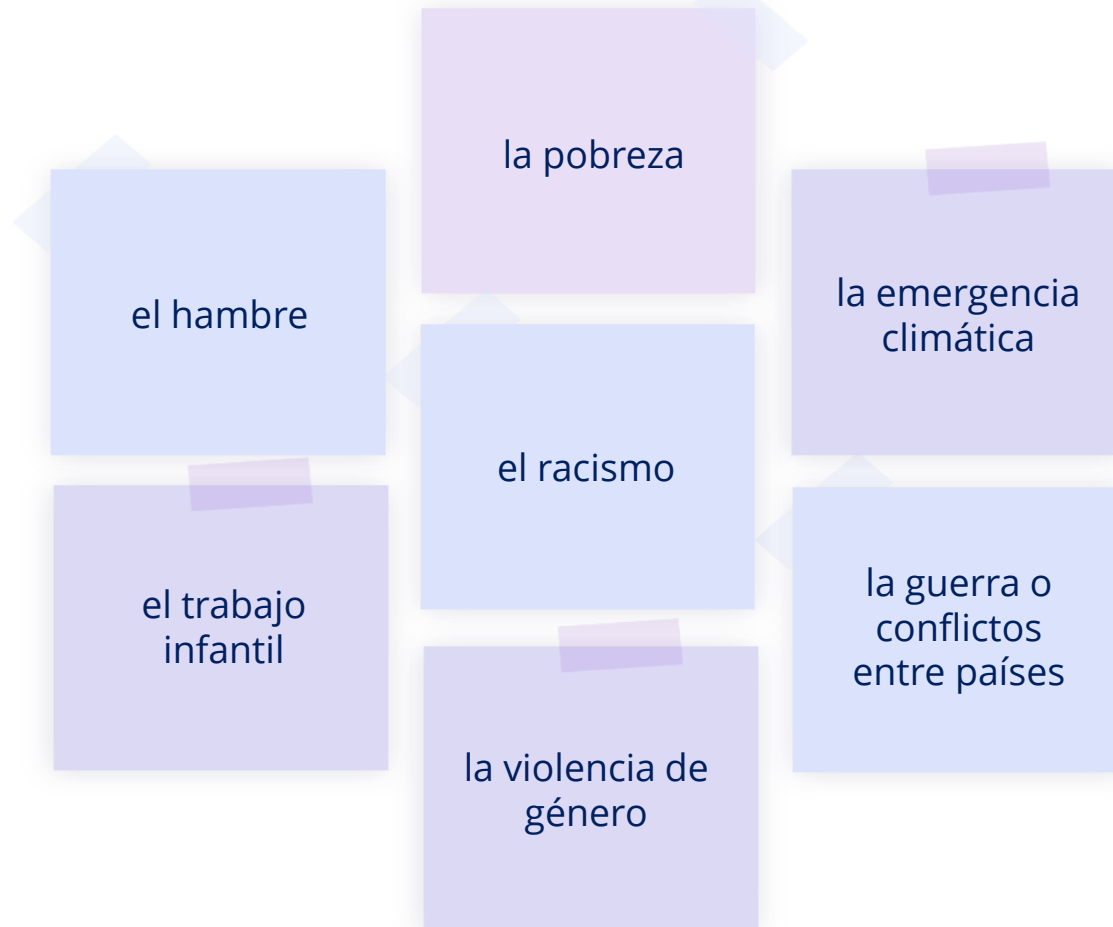 la pobreza
el hambre
la emergencia
climática
el racismo
el trabajo
infantil
la guerra o
conflictos
entre países
la violencia de
género